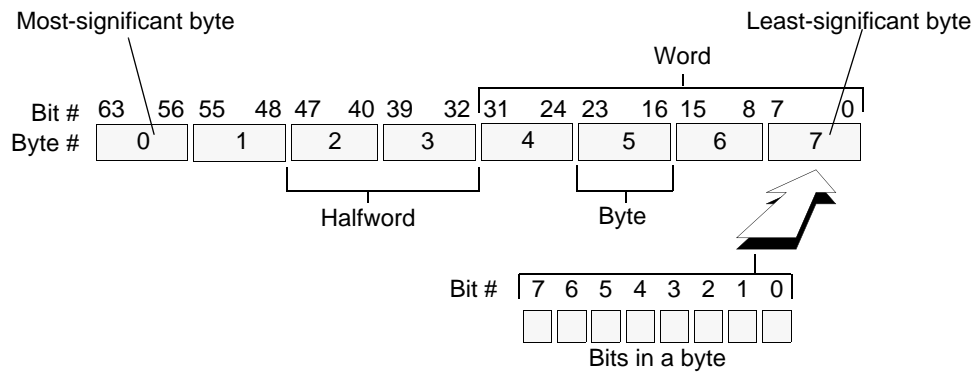 Most-significant byte Least-significant byte
Word
Bit # 63 56 55 48 47 40 39 32 31 24 23 16 15 8 7 0
Byte # 0 1 2 3 4 5 6 7
Halfword Byte
Bit # 7 6 5 4 3 2 1 0
Bits in a byte